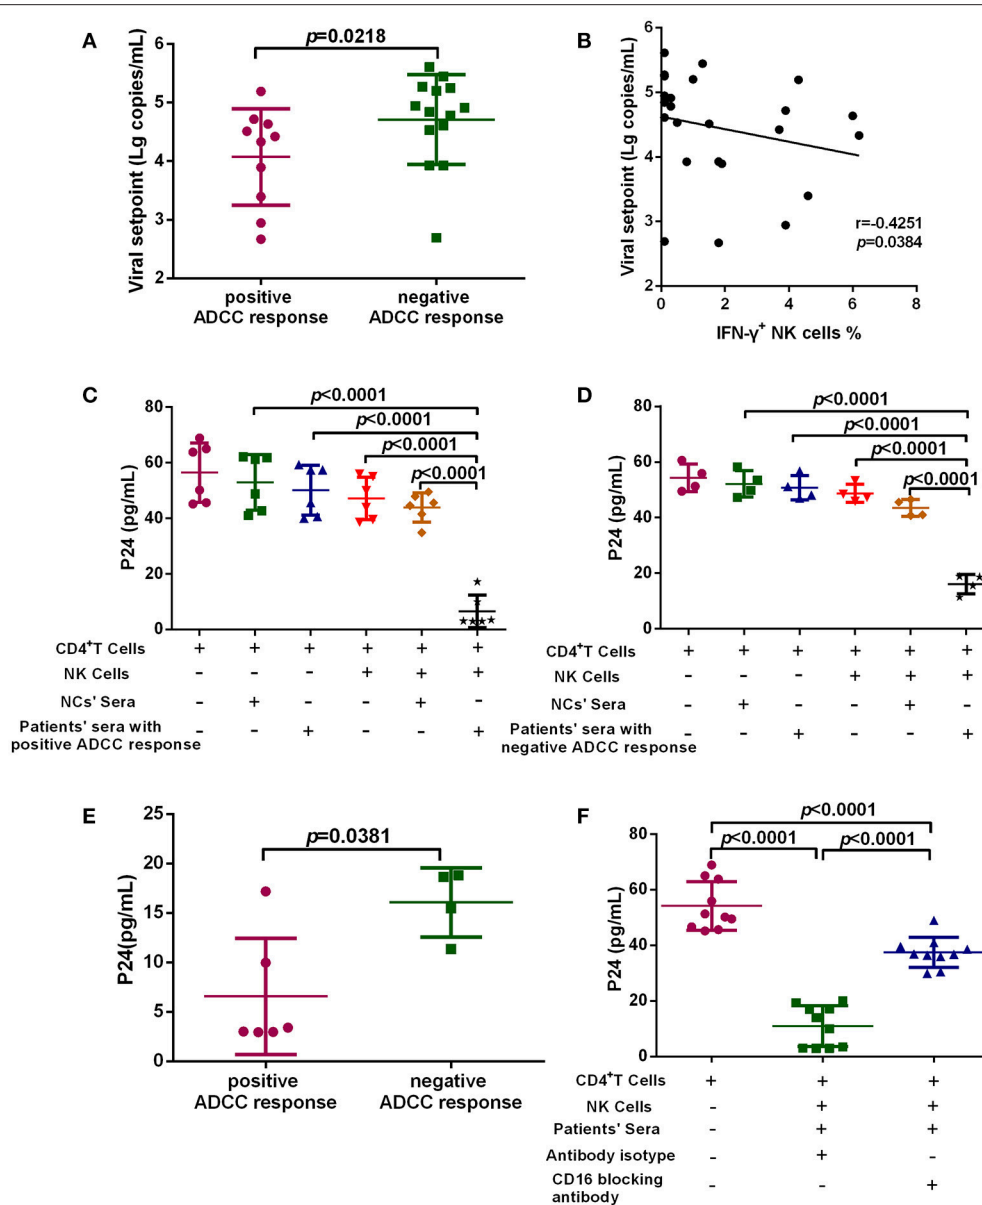 A
Viral setpoint (Lg copies/mL)
6
5
4
3
2
p=0.0218
positive
ADCC response
negative
ADCC response
B
Viral setpoint (Lg copies/mL)
6
5
4
3
2
r=-0.4251
p=0.0384
0 2 4 6 8
IFN-γ+ NK cells %
C
P24 (pg/mL)
80
60
40
20
0
p<0.0001
p<0.0001
p<0.0001
p<0.0001
CD4+T Cells + + + + + +
NK Cells - - - + + +
NCs' Sera - + - - + -
Patients' sera with
positive ADCC response - - + - - +
D
P24 (pg/mL)
80
60
40
20
0
p<0.0001
p<0.0001
p<0.0001
p<0.0001
CD4+T Cells + + + + + +
NK Cells - - - + + +
NCs' Sera - + - - + -
Patients' sera with
negative ADCC response - - + - - +
E
P24(pg/mL)
25
20
15
10
5
0
p=0.0381
positive
ADCC response
negative
ADCC response
F
P24 (pg/mL)
80
60
40
20
0
p<0.0001
p<0.0001
p<0.0001
CD4+T Cells + + +
NK Cells - + +
Patients' Sera - + +
Antibody isotype - + -
CD16 blocking
antibody - - +